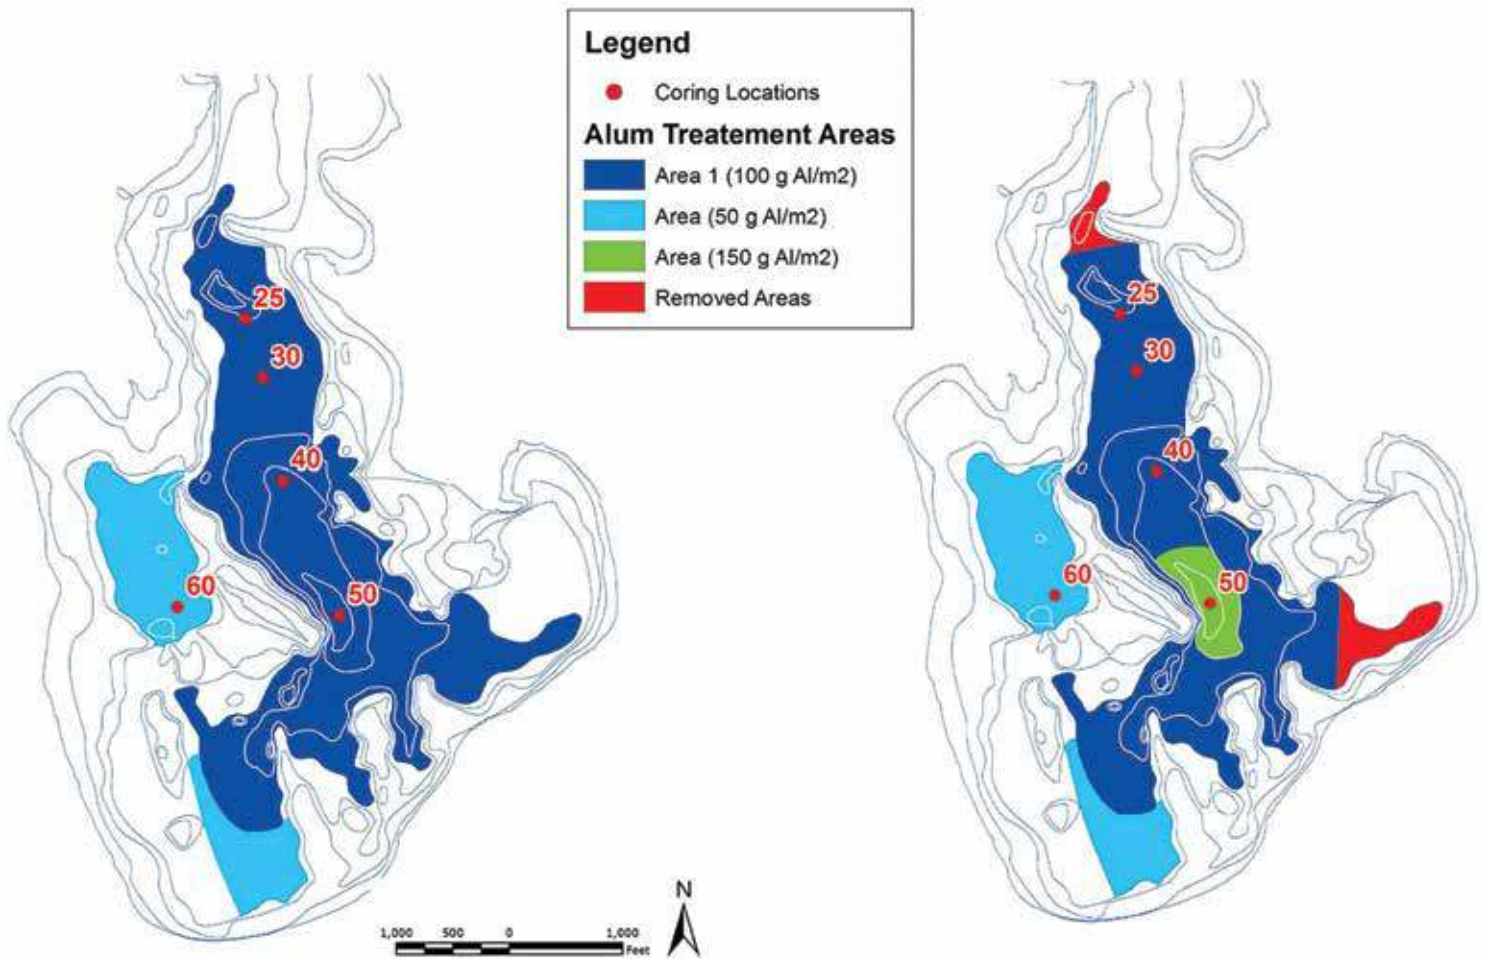 Legend
Coring Locations
Alum Treatement Areas
Area 1 (100 g Al/m2)
Area (50 g Al/m2)
Area (150 g Al/m2)
Removed Areas
25
30
40
60
50
25
30
40
60
50
N
1,000 500 0 1,000
Feet